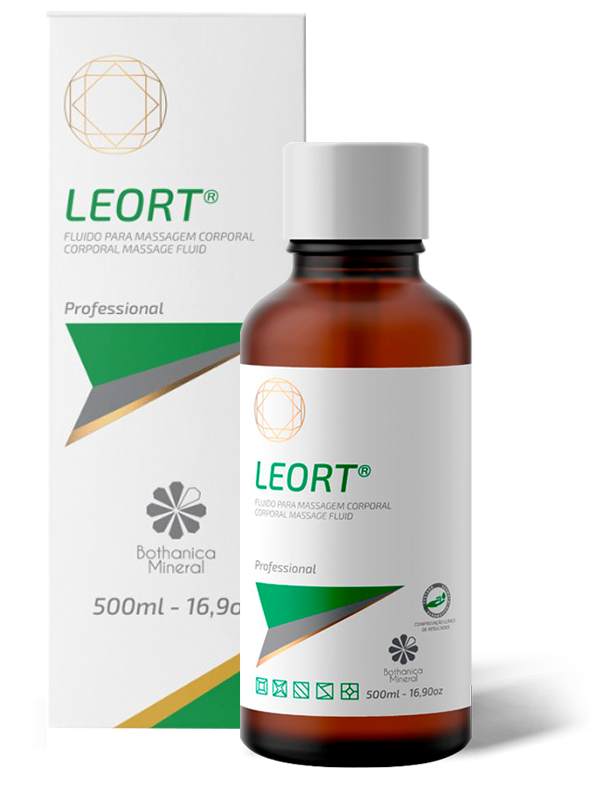 LEORT®
FLUIDO PARA MASSAGEM CORPORAL
CORPORAL MASSAGE FLUID
Professional
Bothanica
Mineral
500ml - 16,9o
LEORT®
FLUIDO PARA MASSAGEM CORPORAL
CORPORAL MASSAGE FLUID
Professional
COMPROVAÇÃO CLÍNICA
DE RESULTADOS
Bothanica
Mineral
500ml - 16,90oz